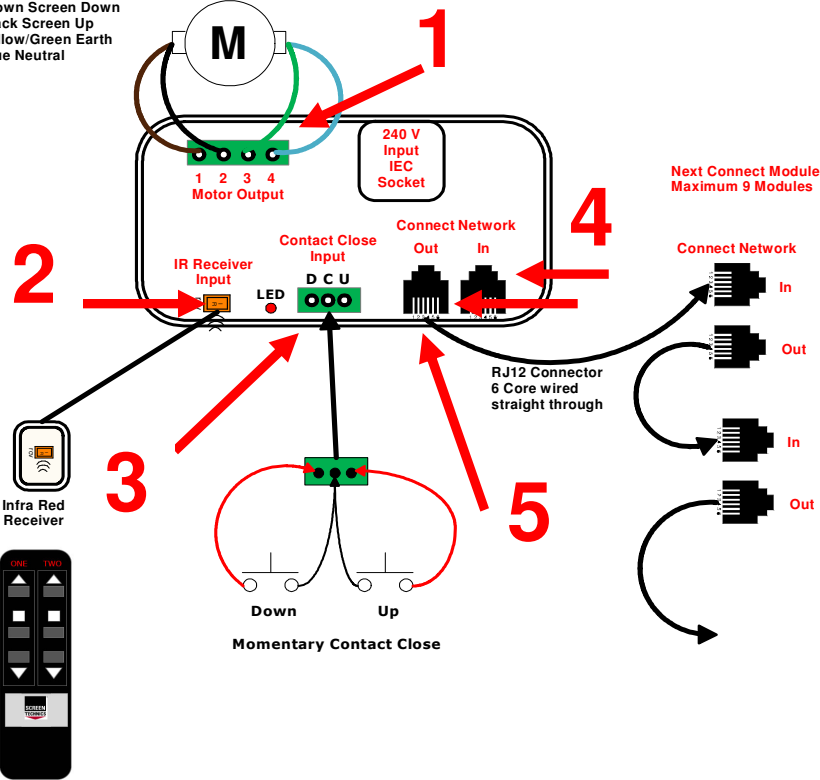 own Screen Down
ack Screen Up
llow/Green Earth
ue Neutral
M
1
240 V
Input
IEC
Socket
1 2 3 4
Motor Output
Next Connect Module
Maximum 9 Modules
4
Connect Network
Out In
Contact Close
Input
D C U
2
IR Receiver
Input
LED
Connect Network
In
Out
In
Out
RJ12 Connector
6 Core wired
straight through
3
5
Infra Red
Receiver
ONE TWO
SCREEN
TECHNICS
Down Up
Momentary Contact Close